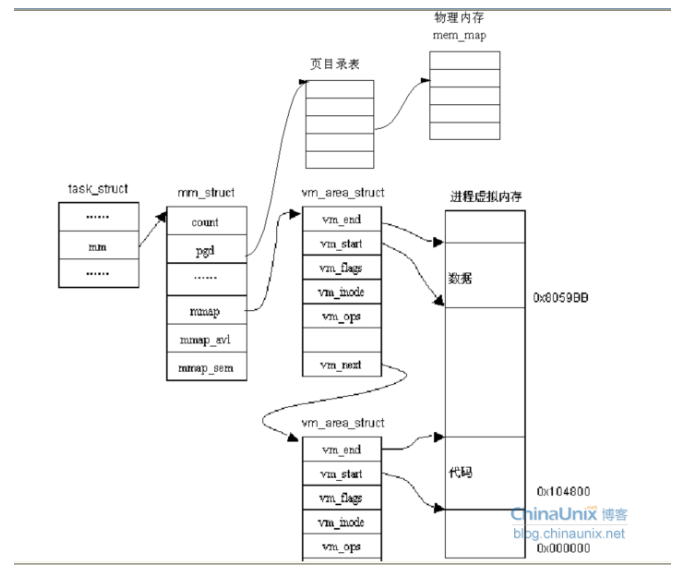 物理内存
mem_map
页目录表
task_struct
......
mm
......
mm_struct
count
pgd
......
mmap
mmap_avl
mmap_sem
vm_area_struct
vm_end
vm_start
vm_flags
vm_inode
vm_ops
vm_next
进程虚拟内存
数据
0x8059BB
代码
0x104800
0x000000
vm_area_struct
vm_end
vm_start
vm_flags
vm_inode
vm_ops
ChinaUnix 博客
blog.chinaunix.net